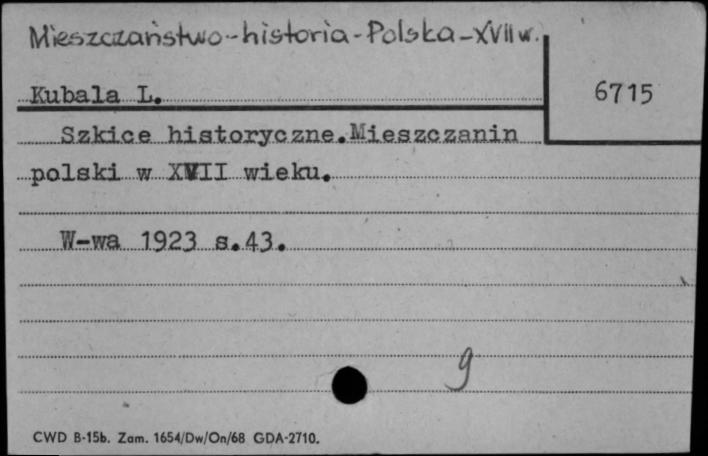 Mieszczaństwo-historia-Polska-XVII w.
6715
Kubala L.
Szkice historyczne.Mieszczanin
polski w XVII wieku.
W-wa 1923 s.43.
9
CWD B-15b. Zam. 1654/Dw/On/68 GDA-2710.